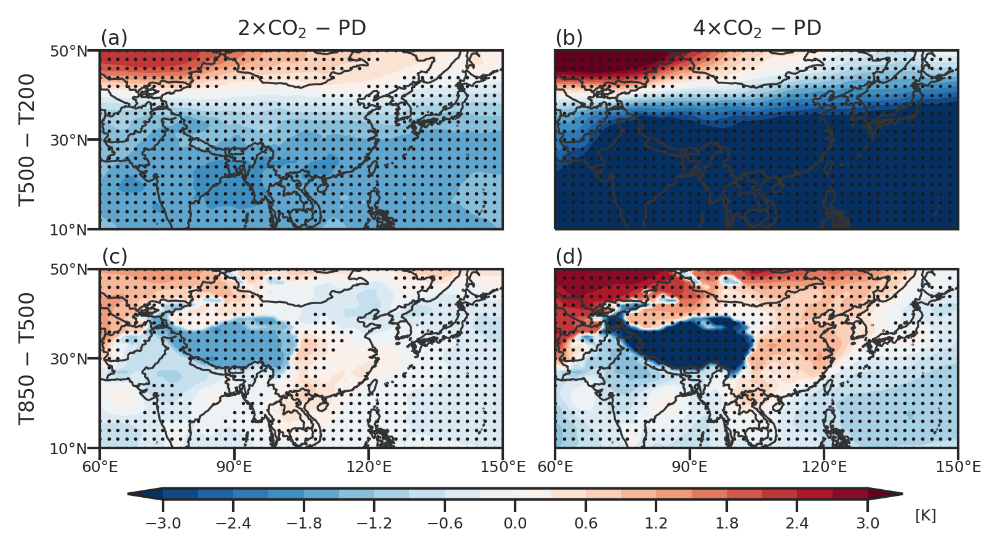 2×CO₂ − PD
4×CO₂ − PD
(a)
(b)
T500 − T200
50°N
30°N
10°N
(c)
(d)
T850 − T500
50°N
30°N
10°N
60°E 90°E 120°E 150°E
60°E 90°E 120°E 150°E
−3.0 −2.4 −1.8 −1.2 −0.6 0.0 0.6 1.2 1.8 2.4 3.0
[K]